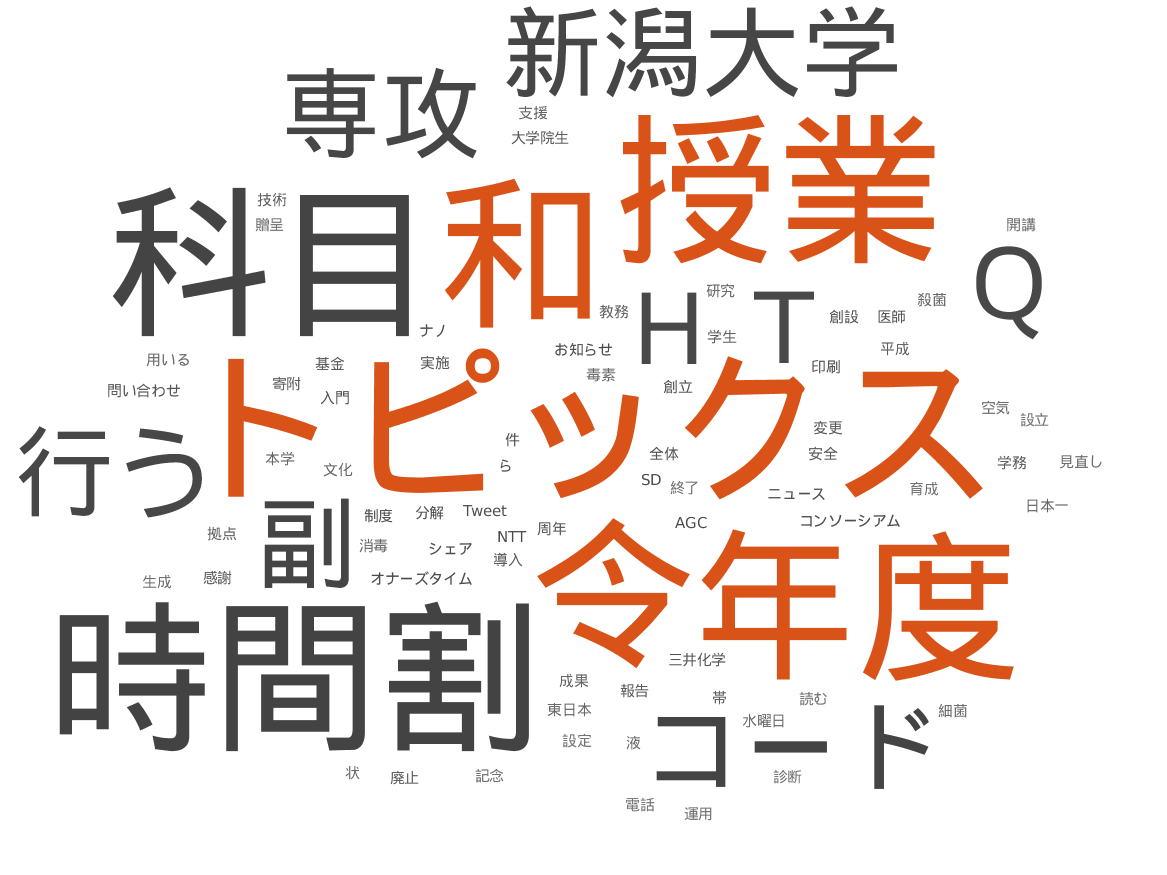 新潟大学
専攻
支援
大学院生
授業
科目
技術
贈呈
和
開講
Q
教務
H
研究
学生
T
創設
医師
殺菌
平成
ナノ
実施
お知らせ
毒素
用いる
問い合わせ
基金
寄附
入門
創立
印刷
トピックス
空気
設立
変更
安全
件
ら
全体
SD
終了
ニュース
学務
見直し
育成
日本一
行う
本学
文化
副
制度
分解
Tweet
消毒
シェア
NTT
周年
導入
AGC
コンソーシアム
拠点
生成
感謝
オナーズタイム
令年度
時間割
三井化学
成果
報告
帯
読む
東日本
水曜日
細菌
設定
液
コード
診断
状
廃止
記念
電話
運用